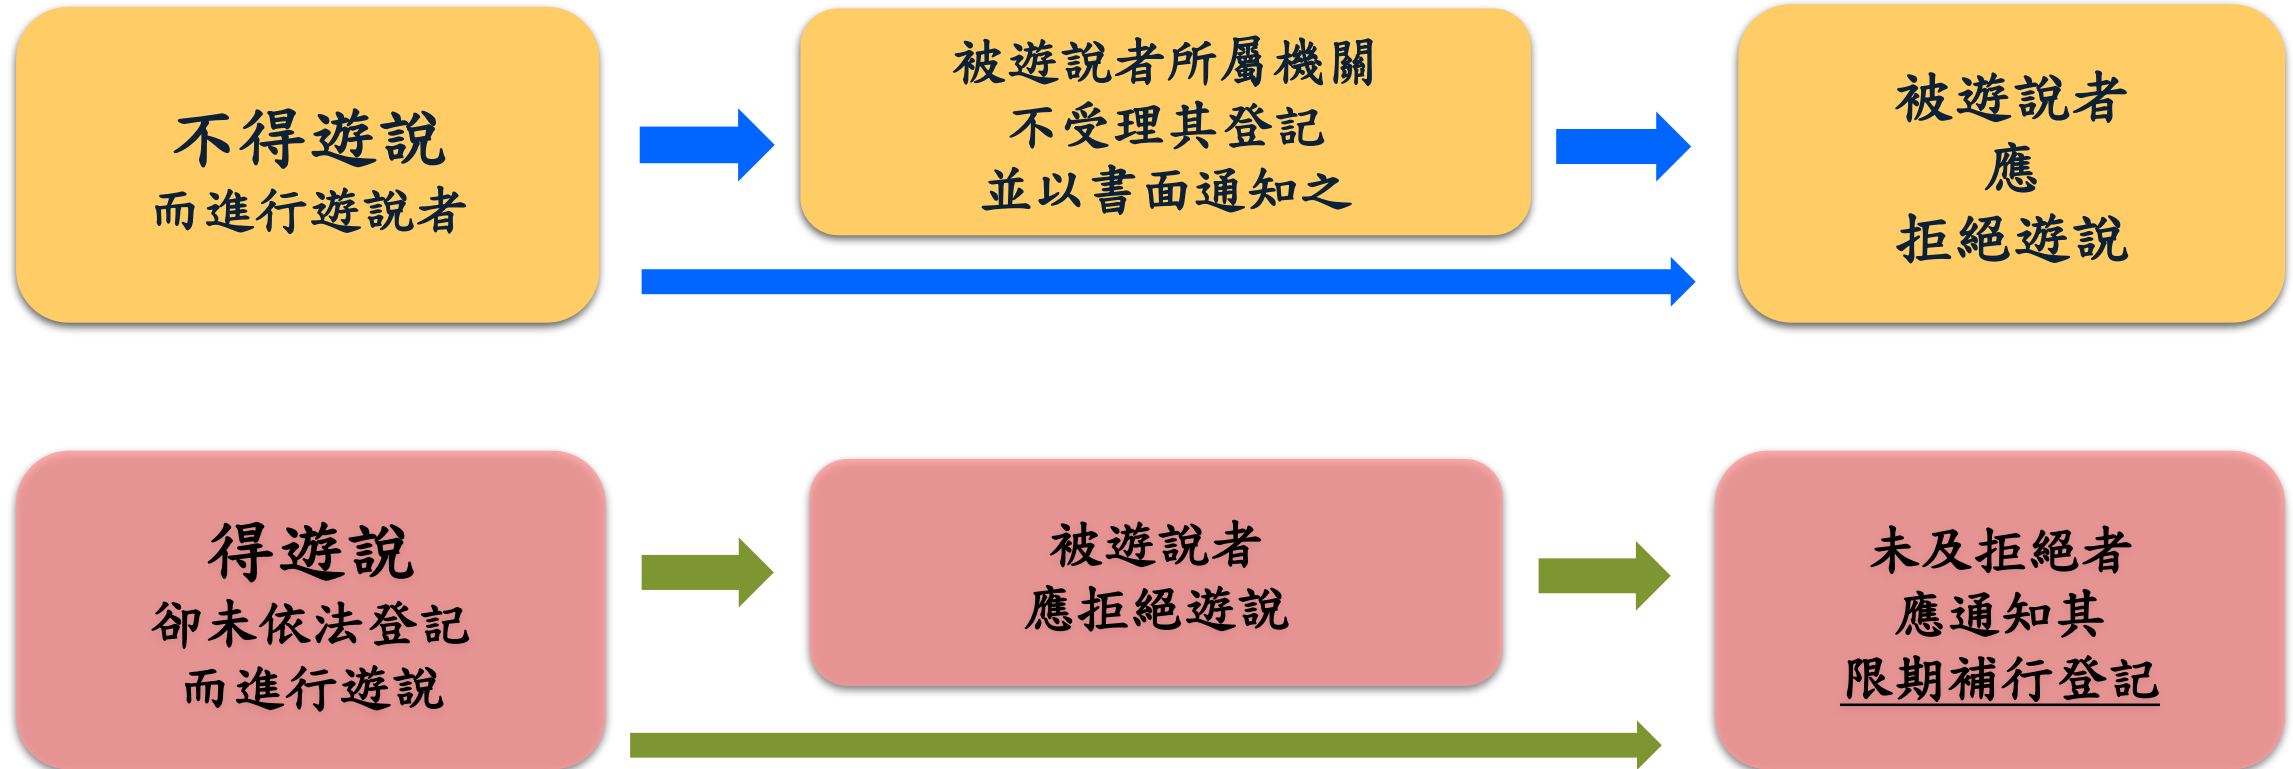 不得遊說
而進行遊說者
被遊說者所屬機關
不受理其登記
並以書面通知之
被遊說者
應
拒絕遊說
得遊說
卻未依法登記
而進行遊說
被遊說者
應拒絕遊說
未及拒絕者
應通知其
限期補行登記